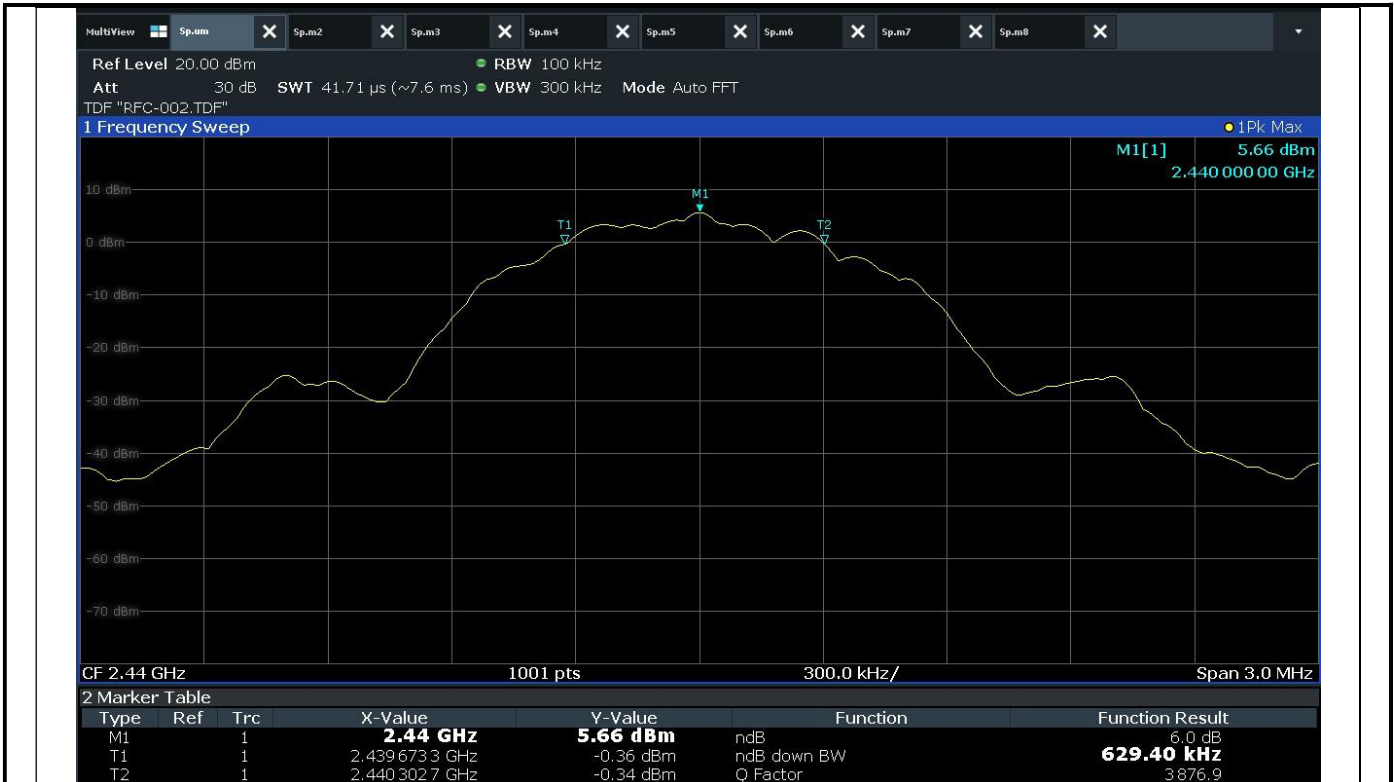 MultiView Sp.um Sp.m2 Sp.m3 Sp.m4 Sp.m5 Sp.m6 Sp.m7 Sp.m8
Ref Level 20.00 dBm RBW 100 kHz
Att 30 dB SWT 41.71 µs (~7.6 ms) VBW 300 kHz Mode Auto FFT
TDF "RFC-002.TDF"
1 Frequency Sweep 1Pk Max
M1[1] 5.66 dBm
2.440 000 00 GHz
10 dBm
M1
T1 T2
0 dBm
-10 dBm
-20 dBm
-30 dBm
-40 dBm
-50 dBm
-60 dBm
-70 dBm
CF 2.44 GHz 1001 pts 300.0 kHz/ Span 3.0 MHz
2 Marker Table
Type Ref Trc X-Value Y-Value Function Function Result
M1 1 2.44 GHz 5.66 dBm ndB 6.0 dB
T1 1 2.439 673 3 GHz -0.36 dBm ndB down BW 629.40 kHz
T2 1 2.440 302 7 GHz -0.34 dBm Q Factor 3 876.9